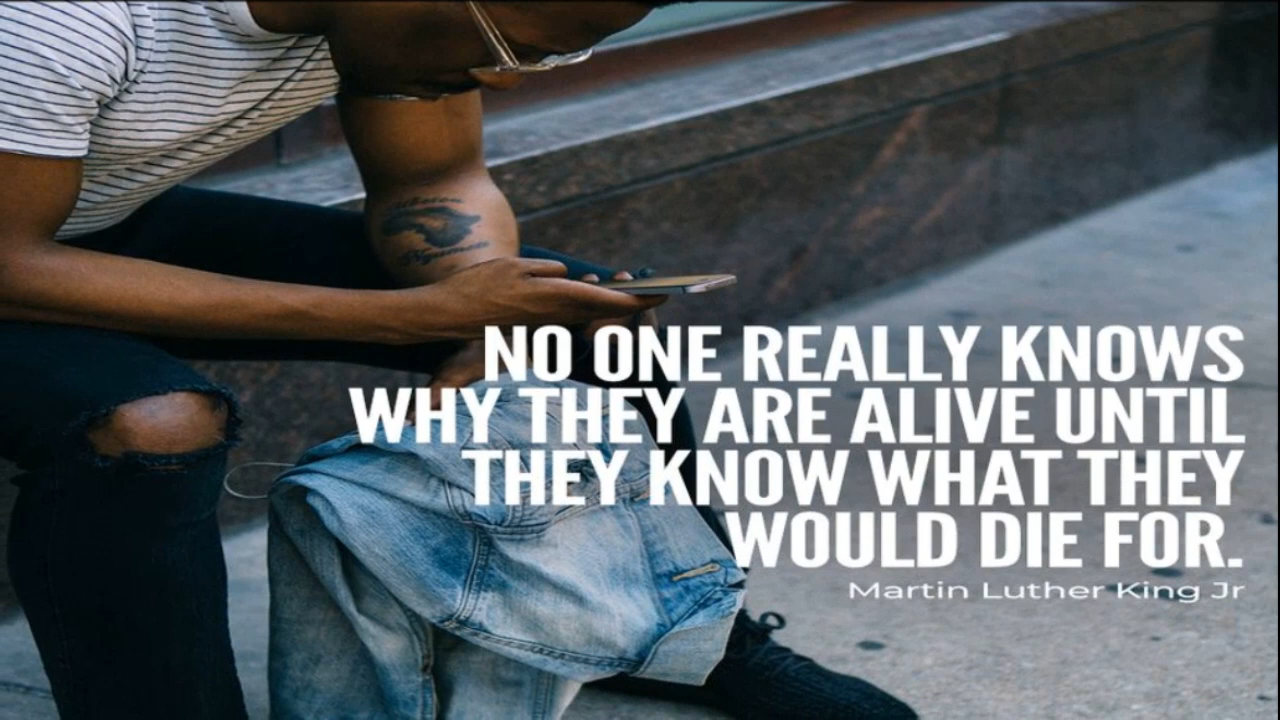 NO ONE REALLY KNOWS
WHY THEY ARE ALIVE UNTIL
THEY KNOW WHAT THEY
WOULD DIE FOR.
Martin Luther King Jr